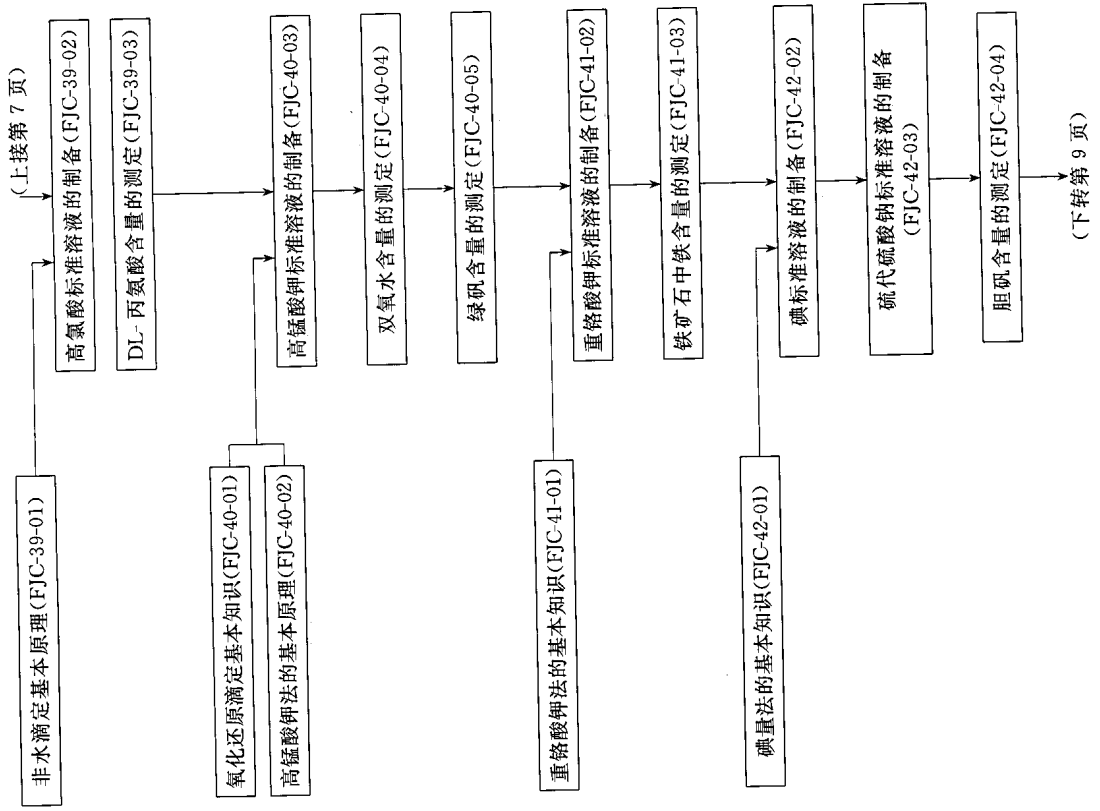 (上接第7页)
非水滴定基本原理(FJC-39-01)
高氯酸标准溶液的制备(FJC-39-02)
DL-丙氨酸含量的测定(FJC-39-03)
氧化还原滴定基本知识(FJC-40-01)
高锰酸钾法的基本原理(FJC-40-02)
高锰酸钾标准溶液的制备(FJC-40-03)
双氧水含量的测定(FJC-40-04)
绿矾含量的测定(FJC-40-05)
重铬酸钾法的基本知识(FJC-41-01)
重铬酸钾标准溶液的制备(FJC-41-02)
铁矿石中铁含量的测定(FJC-41-03)
碘量法的基本知识(FJC-42-01)
碘标准溶液的制备(FJC-42-02)
硫代硫酸钠标准溶液的制备
(FJC-42-03)
胆矾含量的测定(FJC-42-04)
(下转第9页)